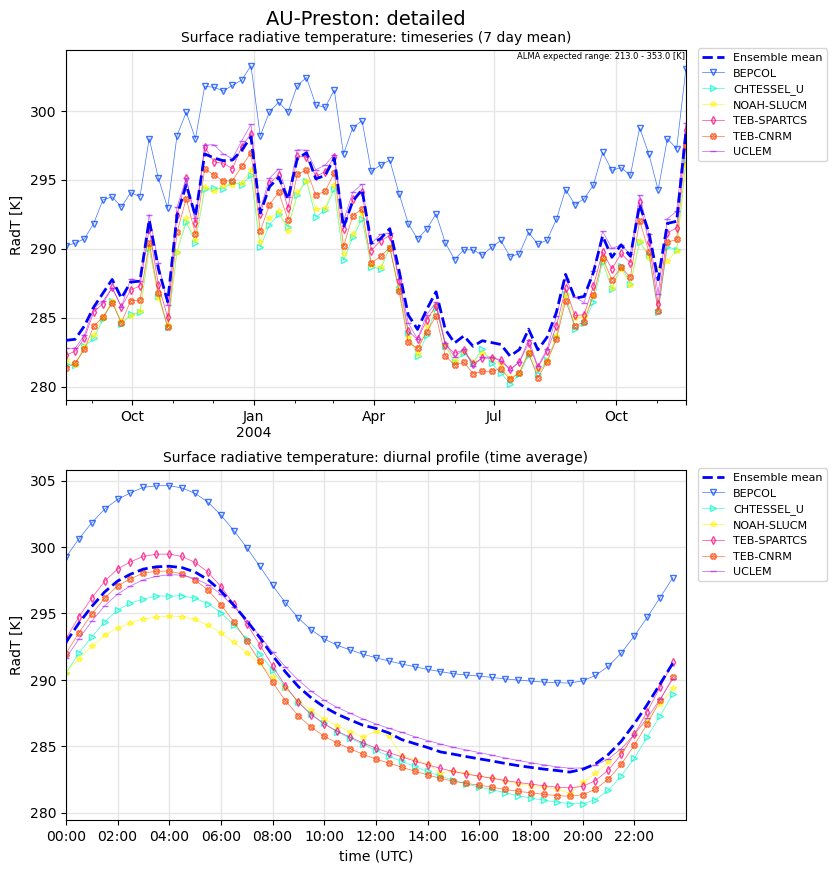 AU-Preston: detailed
Surface radiative temperature: timeseries (7 day mean)
ALMA expected range: 213.0 - 353.0 [K]
RadT [K]
300
295
290
285
280
Oct
Jan
2004
Apr
Jul
Oct
Ensemble mean
BEPCOL
CHTESSEL_U
NOAH-SLUCM
TEB-SPARTCS
TEB-CNRM
UCLEM
Surface radiative temperature: diurnal profile (time average)
RadT [K]
305
300
295
290
285
280
00:00
02:00
04:00
06:00
08:00
10:00
12:00
14:00
16:00
18:00
20:00
22:00
time (UTC)
Ensemble mean
BEPCOL
CHTESSEL_U
NOAH-SLUCM
TEB-SPARTCS
TEB-CNRM
UCLEM